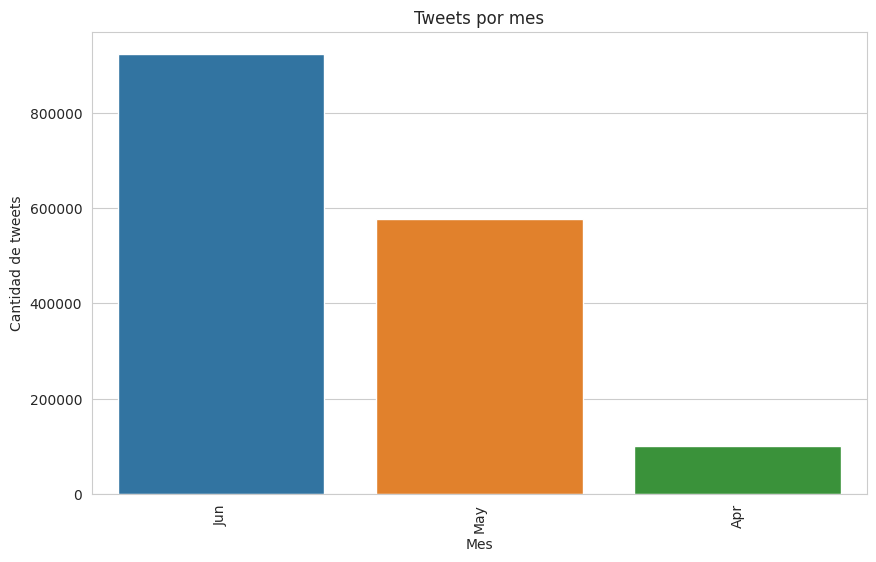 Tweets por mes
Cantidad de tweets
800000
600000
400000
200000
0
Jun
May
Apr
Mes